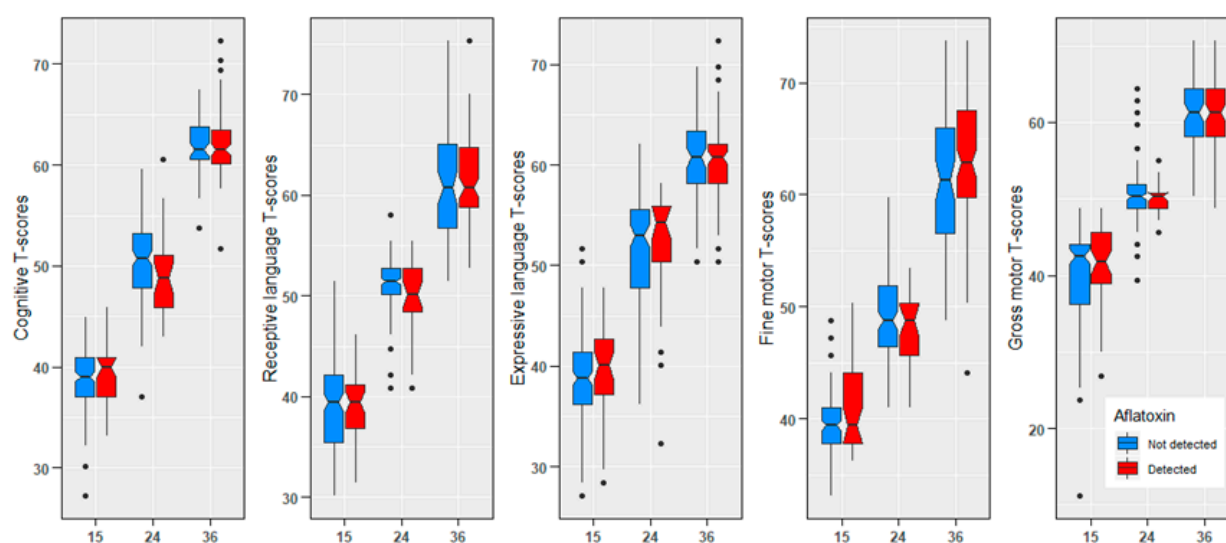 Cognitive T-scores
70
60
50
40
30
15 24 36
Receptive language T-scores
70
60
50
40
30
15 24 36
Expressive language T-scores
70
60
50
40
30
15 24 36
Fine motor T-scores
70
60
50
40
15 24 36
Gross motor T-scores
60
40
20
15 24 36
Aflatoxin
Not detected
Detected